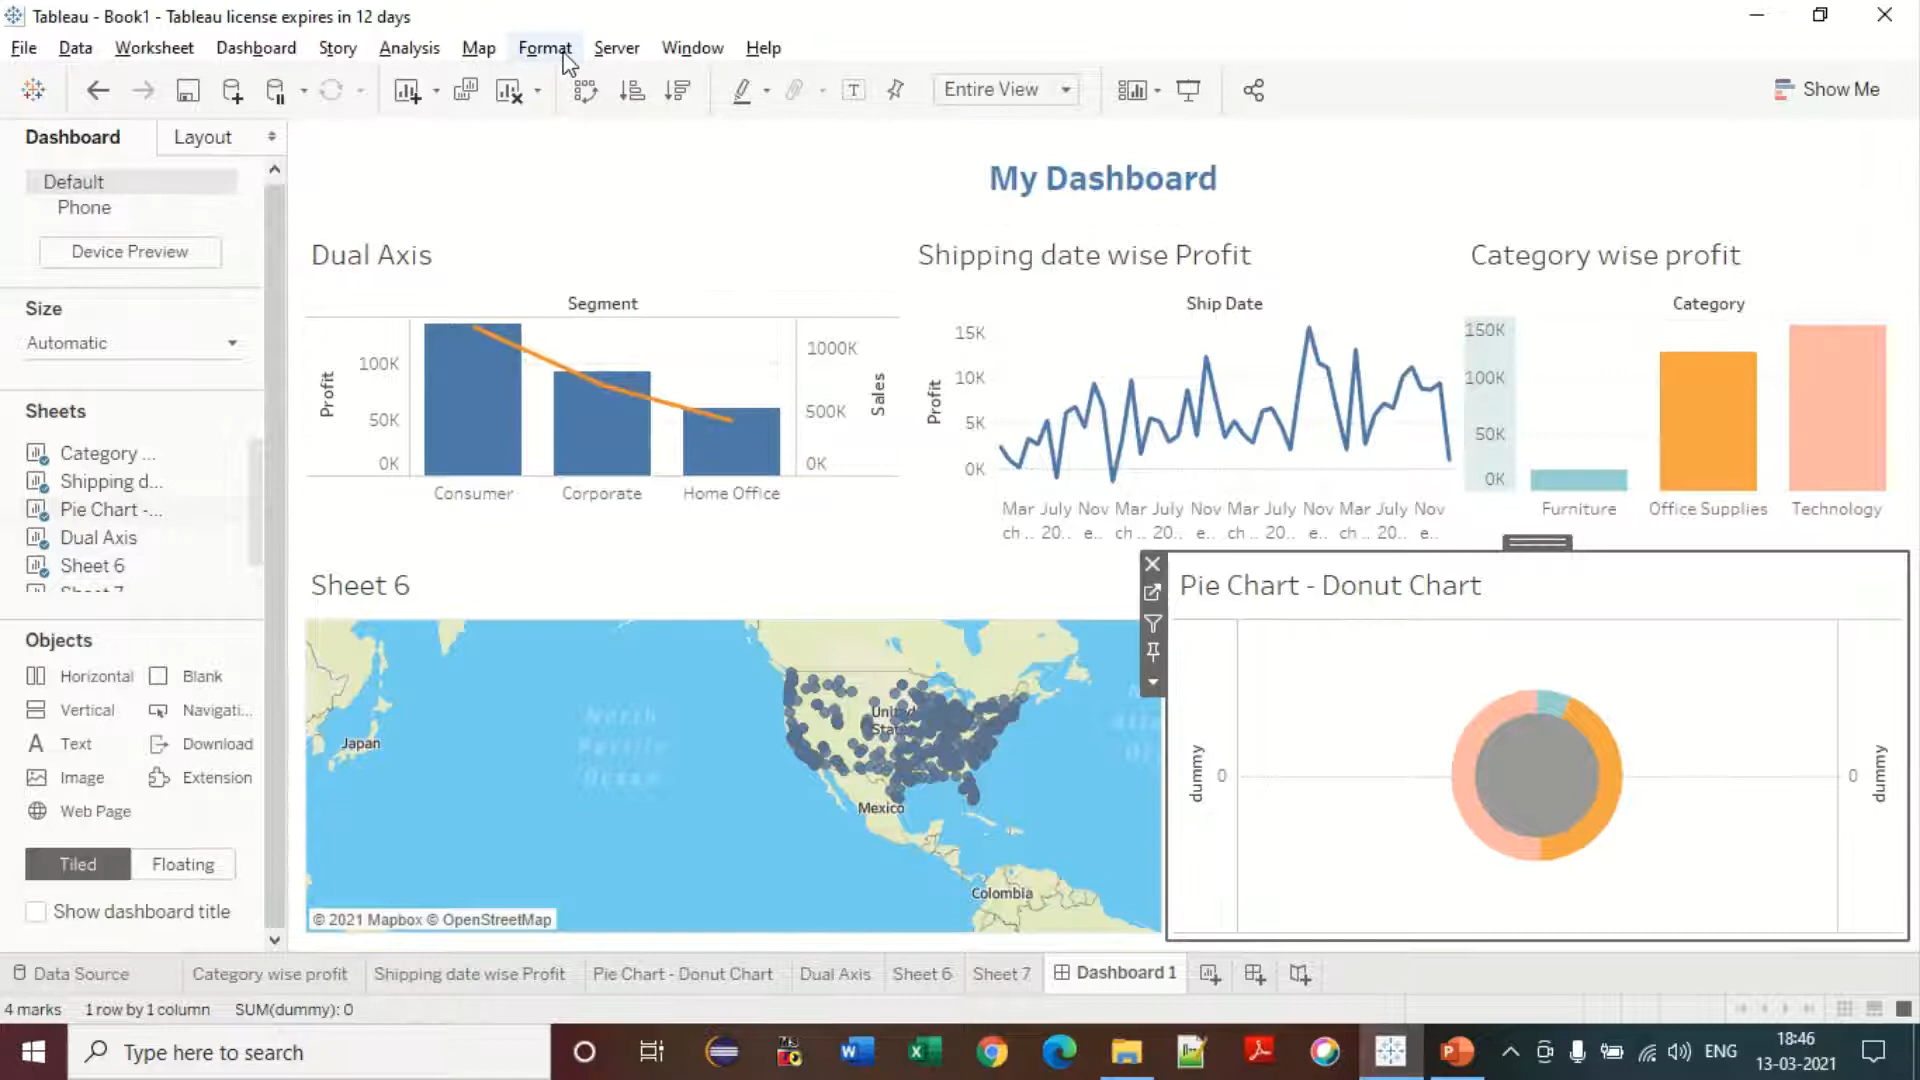 Tableau - Book1 - Tableau license expires in 12 days
File Data Worksheet Dashboard Story Analysis Map Format Server Window Help
Entire View
Show Me
Dashboard Layout
Default
Phone
Device Preview
Size
Automatic
Sheets
Category ...
Shipping d...
Pie Chart -...
Dual Axis
Sheet 6
Sheet 7
Objects
Horizontal Blank
Vertical Navigati...
Text Download
Image Extension
Web Page
Tiled Floating
Show dashboard title
My Dashboard
Dual Axis
Segment
Profit
100K
50K
0K
1000K
500K
0K
Sales
Consumer Corporate Home Office
Shipping date wise Profit
Ship Date
Profit
15K
10K
5K
0K
Mar July Nov Mar July Nov Mar July Nov Mar July Nov
ch .. 20.. e.. ch .. 20.. e.. ch .. 20.. e.. ch .. 20.. e..
Category wise profit
Category
150K
100K
50K
0K
Furniture Office Supplies Technology
Sheet 6
Japan
North
Pacific
Ocean
United
States
Mexico
Colombia
© 2021 Mapbox © OpenStreetMap
Pie Chart - Donut Chart
dummy
0
0
dummy
Data Source Category wise profit Shipping date wise Profit Pie Chart - Donut Chart Dual Axis Sheet 6 Sheet 7 Dashboard 1
4 marks 1 row by 1 column SUM(dummy): 0
Type here to search
ENG
18:46
13-03-2021